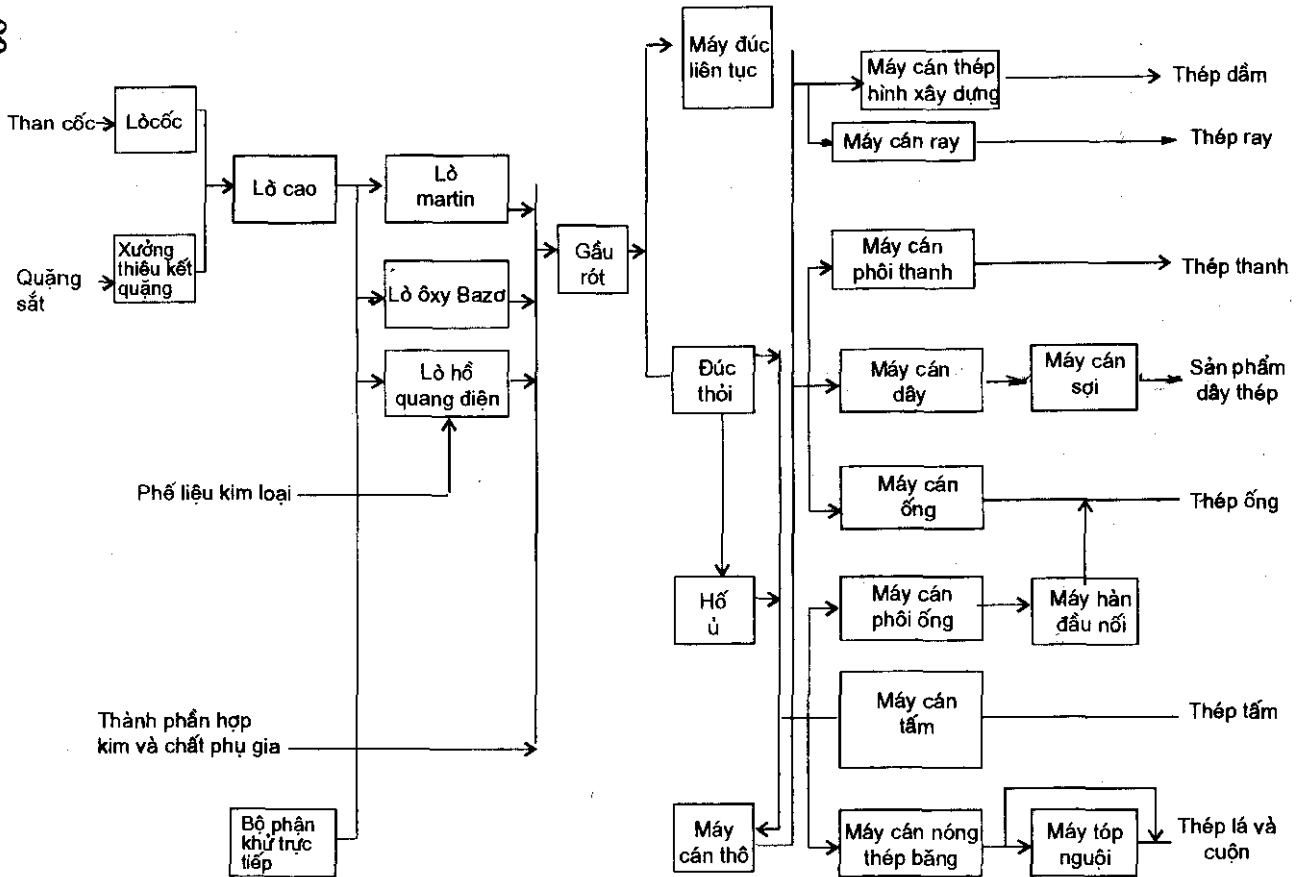 Than cốc
Lò cốc
Quặng
sắt
Xưởng
thiêu kết
quặng
Lò cao
Lò
martin
Lò ôxy Bazơ
Lò hồ
quang điện
Phế liệu kim loại
Thành phần hợp
kim và chất phụ gia
Bộ phận
khử trực
tiếp
Gầu
rót
Máy đúc
liên tục
Đúc
thỏi
Hố
ủ
Máy
cán thô
Máy cán thép
hình xây dựng
Thép dầm
Máy cán ray
Thép ray
Máy cán
phôi thanh
Thép thanh
Máy cán
dây
Máy cán
sợi
Sản phẩm
dây thép
Máy cán
ống
Thép ống
Máy cán
phôi ống
Máy hàn
đầu nối
Máy cán
tấm
Thép tấm
Máy cán nóng
thép băng
Máy tóp
nguội
Thép lá và
cuộn